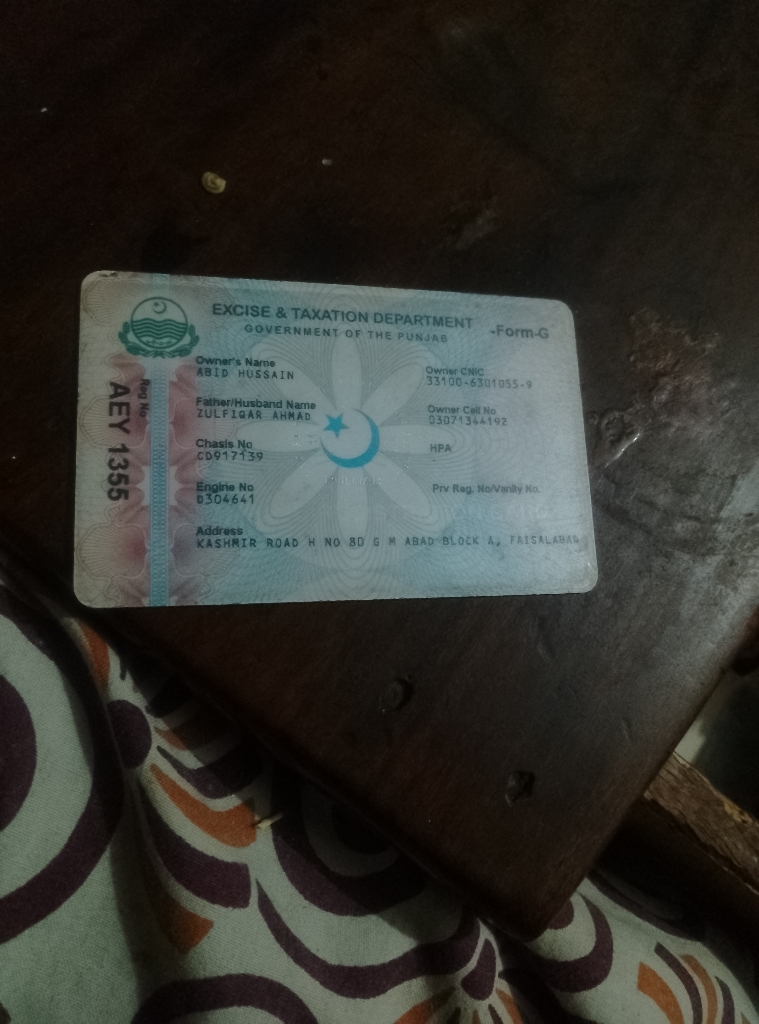 EXCISE & TAXATION DEPARTMENT
GOVERNMENT OF THE PUNJAB
-Form-G
Reg No
AEY 1355
Owner's Name
ABID HUSSAIN
Owner CNIC
33100-6301055-9
Father/Husband Name
ZULFIQAR AHMAD
Owner Cell No
03071344192
Chasis No
CD917139
HPA
Engine No
D304641
Prv Reg. No/Vanity No.
Address
KASHMIR ROAD H NO 8D G M ABAD BLOCK A, FAISALABAD